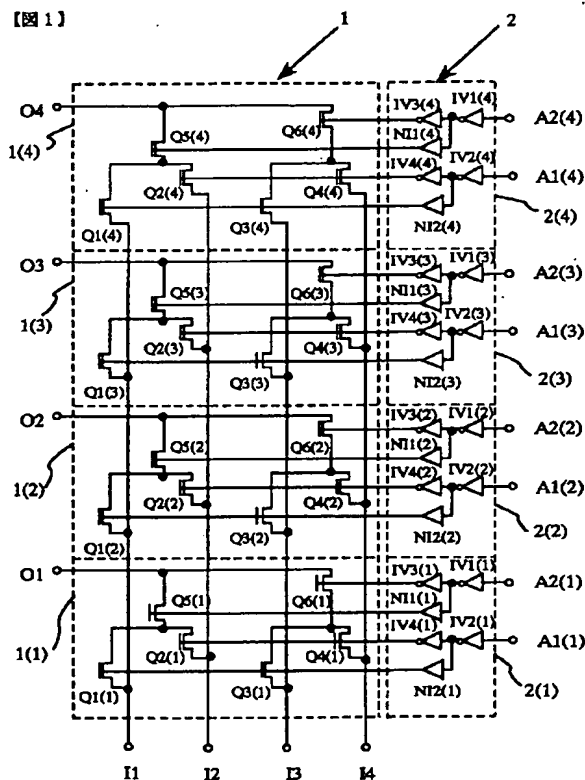 【図1】
1 2
O4 IV3(4) IV1(4) A2(4)
1(4) Q5(4) Q6(4) NI1(4)
IV4(4) IV2(4) A1(4)
Q2(4) Q4(4)
Q1(4) Q3(4) NI2(4) 2(4)
O3 IV3(3) IV1(3) A2(3)
1(3) Q5(3) Q6(3) NI1(3)
IV4(3) IV2(3) A1(3)
Q2(3) Q4(3)
Q1(3) Q3(3) NI2(3) 2(3)
O2 IV3(2) IV1(2) A2(2)
1(2) Q5(2) Q6(2) NI1(2)
IV4(2) IV2(2) A1(2)
Q2(2) Q4(2)
Q1(2) Q3(2) NI2(2) 2(2)
O1 IV3(1) IV1(1) A2(1)
1(1) Q5(1) Q6(1) NI1(1)
IV4(1) IV2(1) A1(1)
Q2(1) Q4(1)
Q1(1) Q3(1) NI2(1) 2(1)
I1 I2 I3 I4